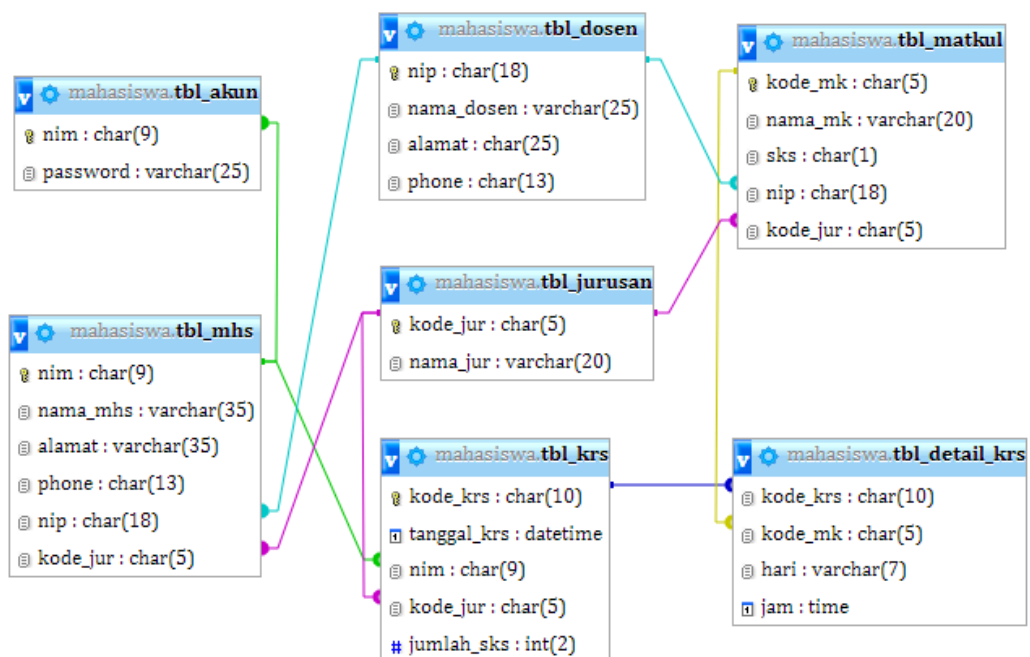 mahasiswa.tbl_akun
nim : char(9)
password : varchar(25)
mahasiswa.tbl_mhs
nim : char(9)
nama_mhs : varchar(35)
alamat : varchar(35)
phone : char(13)
nip : char(18)
kode_jur : char(5)
mahasiswa.tbl_dosen
nip : char(18)
nama_dosen : varchar(25)
alamat : char(25)
phone : char(13)
mahasiswa.tbl_jurusan
kode_jur : char(5)
nama_jur : varchar(20)
mahasiswa.tbl_krs
kode_krs : char(10)
tanggal_krs : datetime
nim : char(9)
kode_jur : char(5)
# jumlah_sks : int(2)
mahasiswa.tbl_matkul
kode_mk : char(5)
nama_mk : varchar(20)
sks : char(1)
nip : char(18)
kode_jur : char(5)
mahasiswa.tbl_detail_krs
kode_krs : char(10)
kode_mk : char(5)
hari : varchar(7)
jam : time